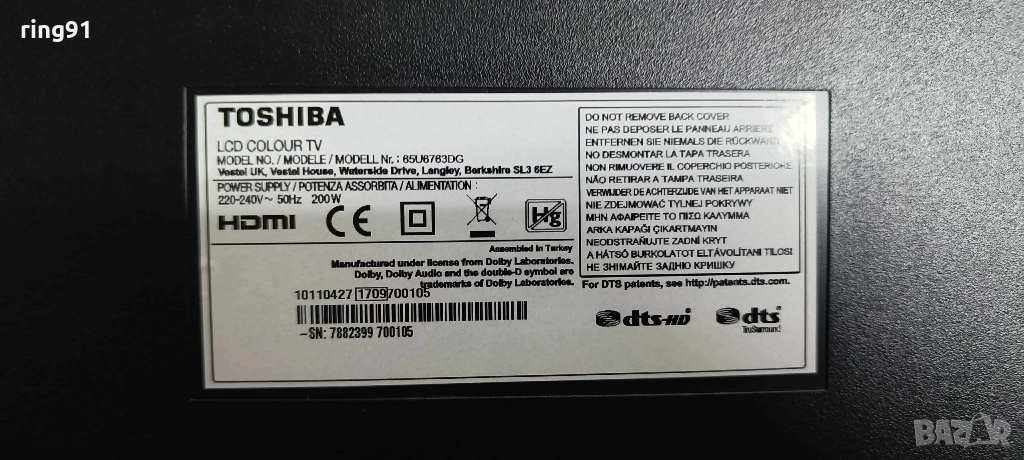 ring91
TOSHIBA
LCD COLOUR TV
MODEL NO. / MODELE / MODELL Nr. : 65U6763DG
Vestel UK, Vestel House, Waterside Drive, Langley, Berkshire SL3 6EZ
POWER SUPPLY / POTENZA ASSORBITA / ALIMENTATION :
220-240V ~ 50Hz 200W
HDMI CE Hg
Assembled in Turkey
Manufactured under license from Dolby Laboratories.
Dolby, Dolby Audio and the double-D symbol are
trademarks of Dolby Laboratories.
10110427 1709700105
-SN: 7882399 700105
DO NOT REMOVE BACK COVER
NE PAS DEPOSER LE PANNEAU ARRIERE
ENTFERNEN SIE NIEMALS DIE RÜCKWAND
NO DESMONTAR LA TAPA TRASERA
NON RIMUOVERE IL COPERCHIO POSTERIORE
NÃO RETIRAR A TAMPA TRASEIRA
VERWIJDER DE ACHTERZIJDE VAN HET APPARAAT NIET
NIE ZDEJMOWAĆ TYLNEJ POKRYWY
ΜΗΝ ΑΦΑΙΡΕΙΤΕ ΤΟ ΠΙΣΩ ΚΑΛΥΜΜΑ
ARKA KAPAĞI ÇIKARTMAYIN
NEODSTRAŇUJTE ZADNÍ KRYT
A HÁTSÓ BURKOLATOT ELTÁVOLÍTANI TILOS!
НЕ ЗНІМАЙТЕ ЗАДНЮ КРИШКУ
For DTS patents, see http://patents.dts.com.
dts-HD
dts
TruSurround
BAZAR